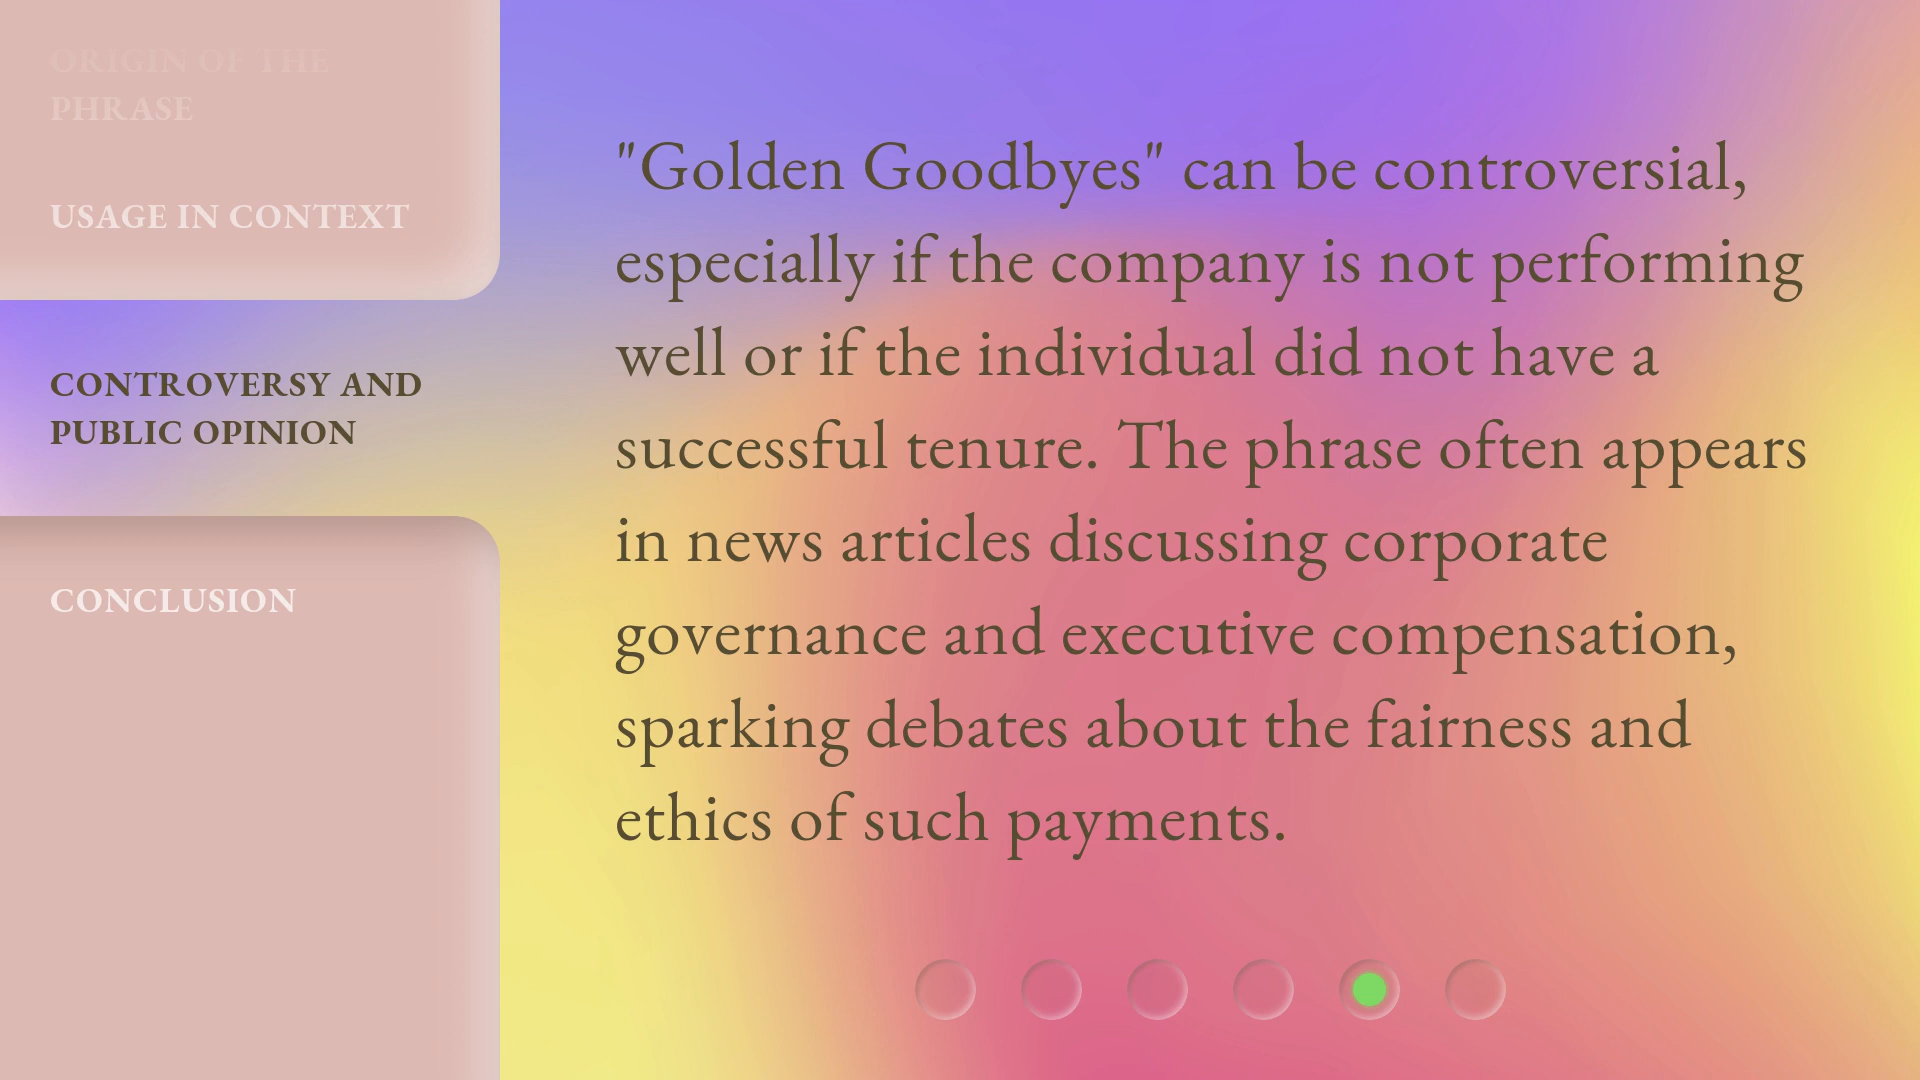 ORIGIN OF THE
PHRASE
USAGE IN CONTEXT
CONTROVERSY AND
PUBLIC OPINION
CONCLUSION
"Golden Goodbyes" can be controversial,
especially if the company is not performing
well or if the individual did not have a
successful tenure. The phrase often appears
in news articles discussing corporate
governance and executive compensation,
sparking debates about the fairness and
ethics of such payments.